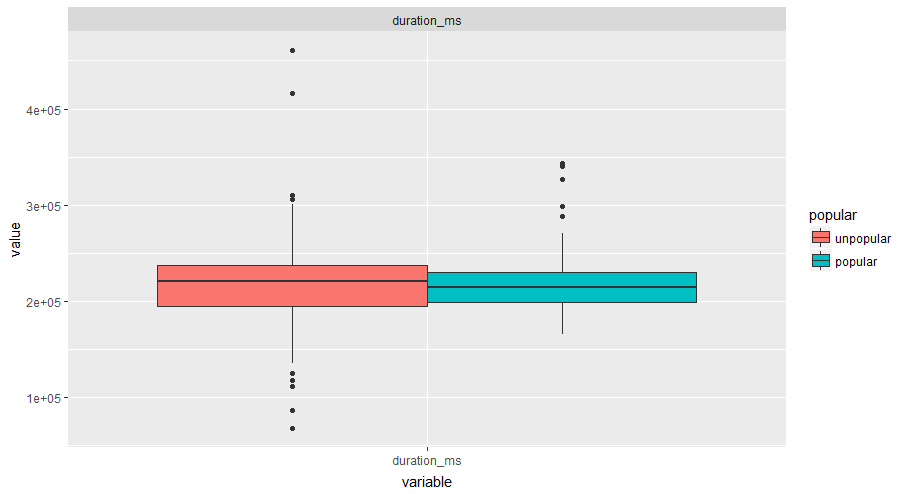 duration_ms
value
4e+05
3e+05
2e+05
1e+05
duration_ms
variable
popular
unpopular
popular